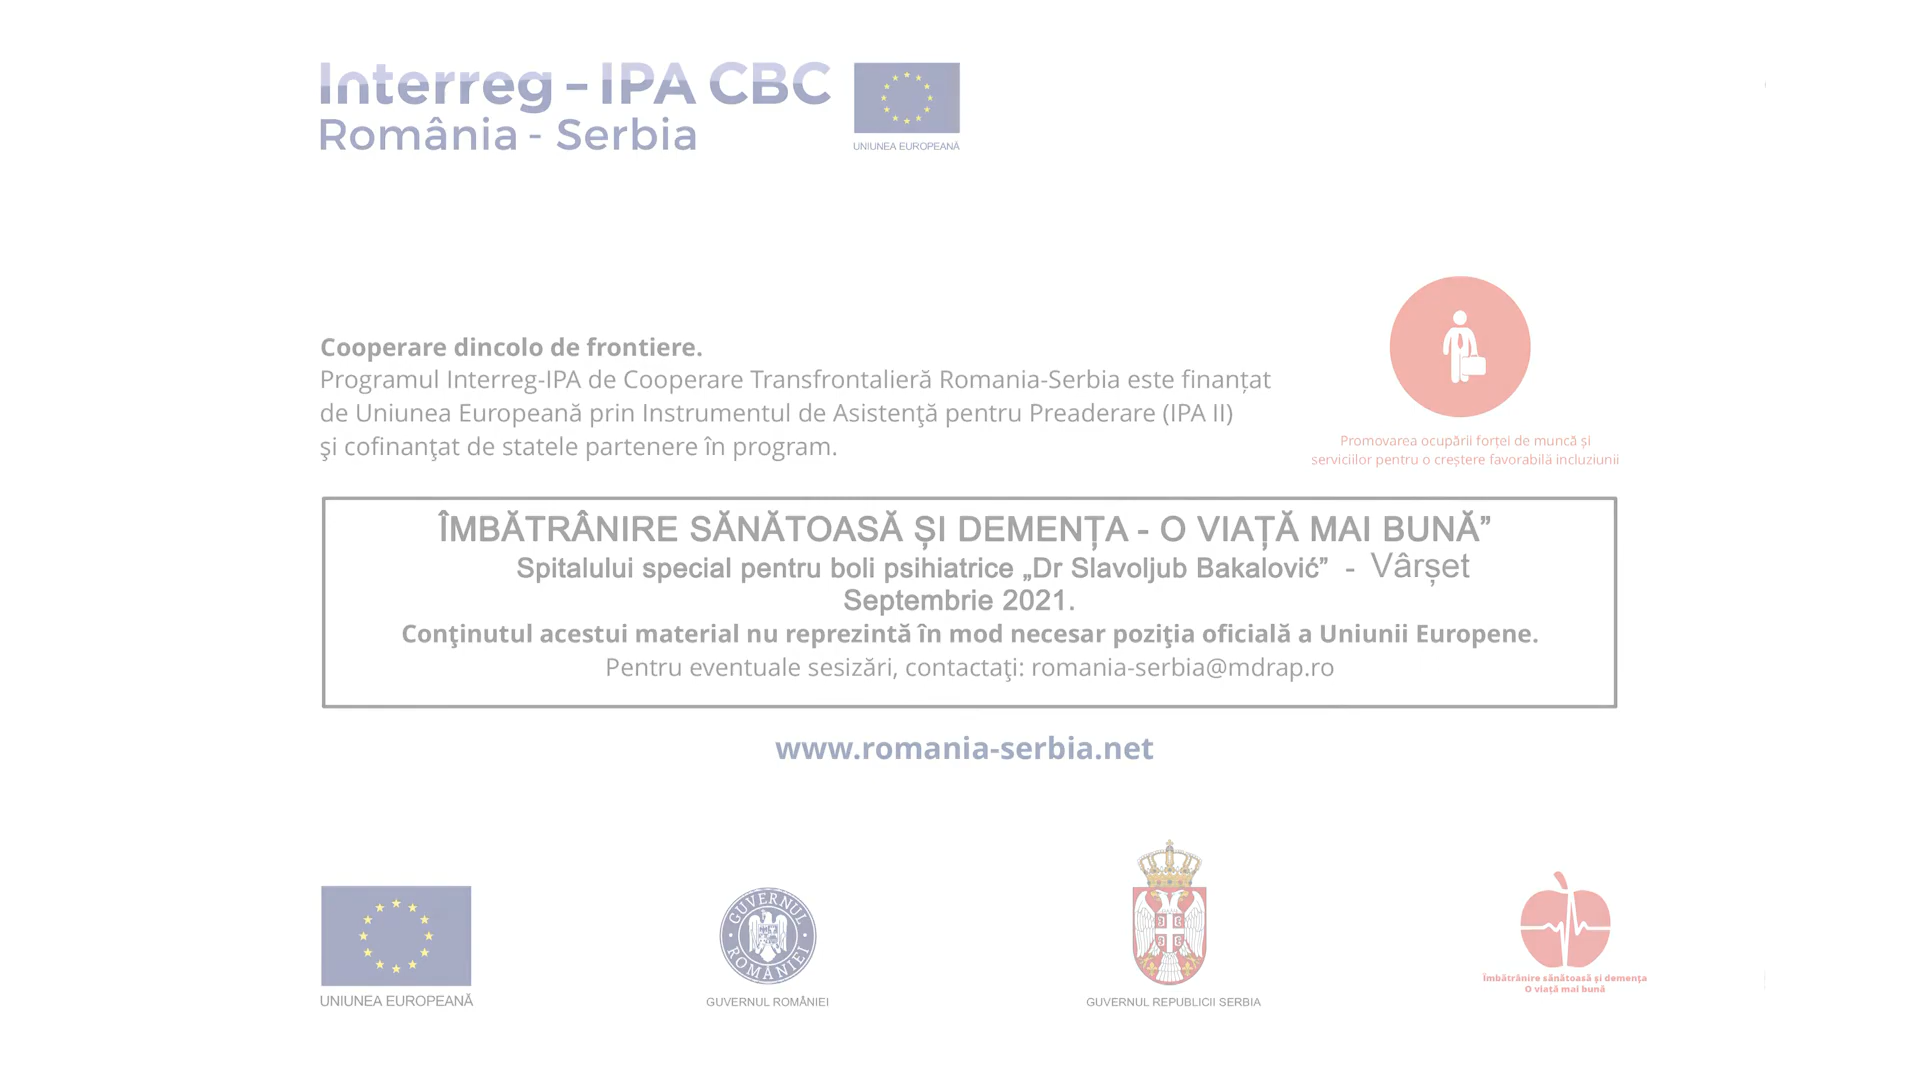 Interreg - IPA CBC
România - Serbia
UNIUNEA EUROPEANĂ
Cooperare dincolo de frontiere.
Programul Interreg-IPA de Cooperare Transfrontalieră Romania-Serbia este finanțat
de Uniunea Europeană prin Instrumentul de Asistenţă pentru Preaderare (IPA II)
şi cofinanţat de statele partenere în program.
Promovarea ocupării forței de muncă și
serviciilor pentru o creștere favorabilă incluziunii
ÎMBĂTRÂNIRE SĂNĂTOASĂ ȘI DEMENȚA - O VIAȚĂ MAI BUNĂ”
Spitalului special pentru boli psihiatrice „Dr Slavoljub Bakalović” - Vârșet
Septembrie 2021.
Conţinutul acestui material nu reprezintă în mod necesar poziţia oficială a Uniunii Europene.
Pentru eventuale sesizări, contactaţi: romania-serbia@mdrap.ro
www.romania-serbia.net
UNIUNEA EUROPEANĂ
GUVERNUL ROMÂNIEI
GUVERNUL ROMÂNIEI
GUVERNUL REPUBLICII SERBIA
Îmbătrânire sănătoasă și demența
O viață mai bună